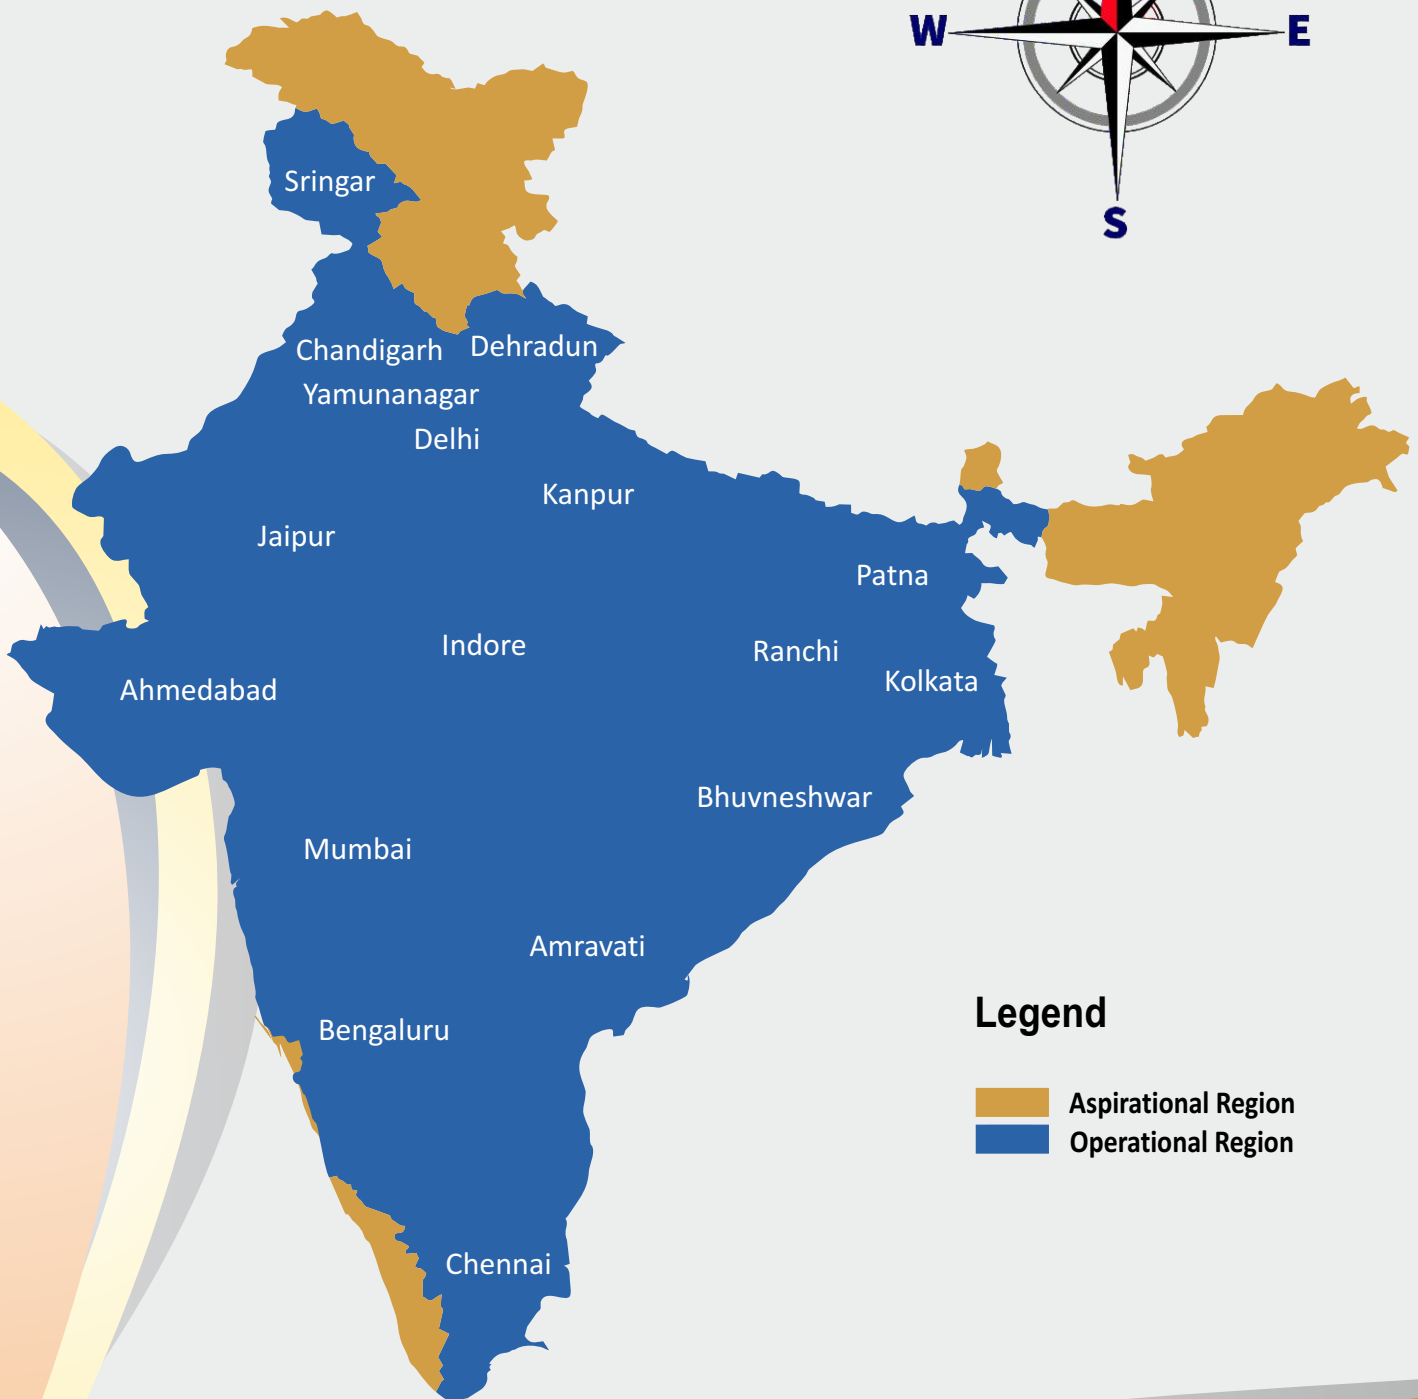 W E
S
Sringar
Chandigarh Dehradun
Yamunanagar
Delhi
Kanpur
Jaipur
Patna
Indore Ranchi
Kolkata
Ahmedabad
Bhuvneshwar
Mumbai
Amravati
Legend
Bengaluru
Aspirational Region
Operational Region
Chennai